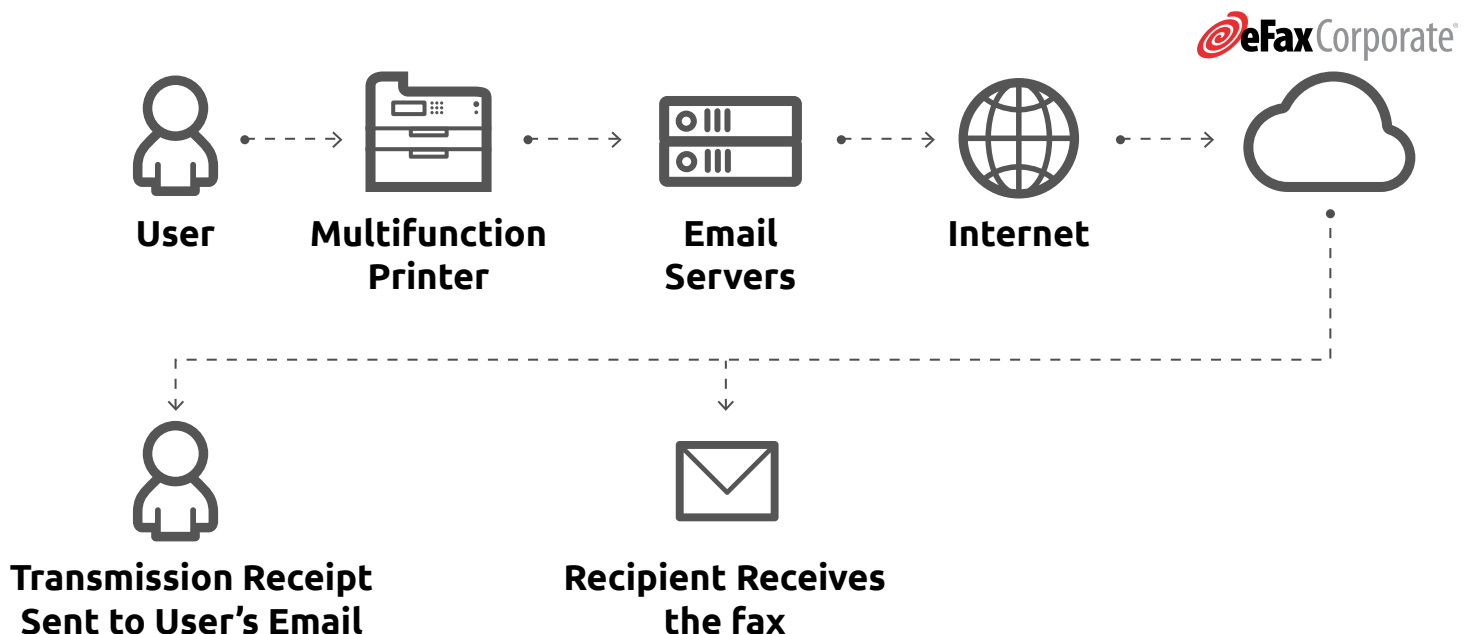 eFax Corporate®
User
Multifunction
Printer
Email
Servers
Internet
Transmission Receipt
Sent to User’s Email
Recipient Receives
the fax